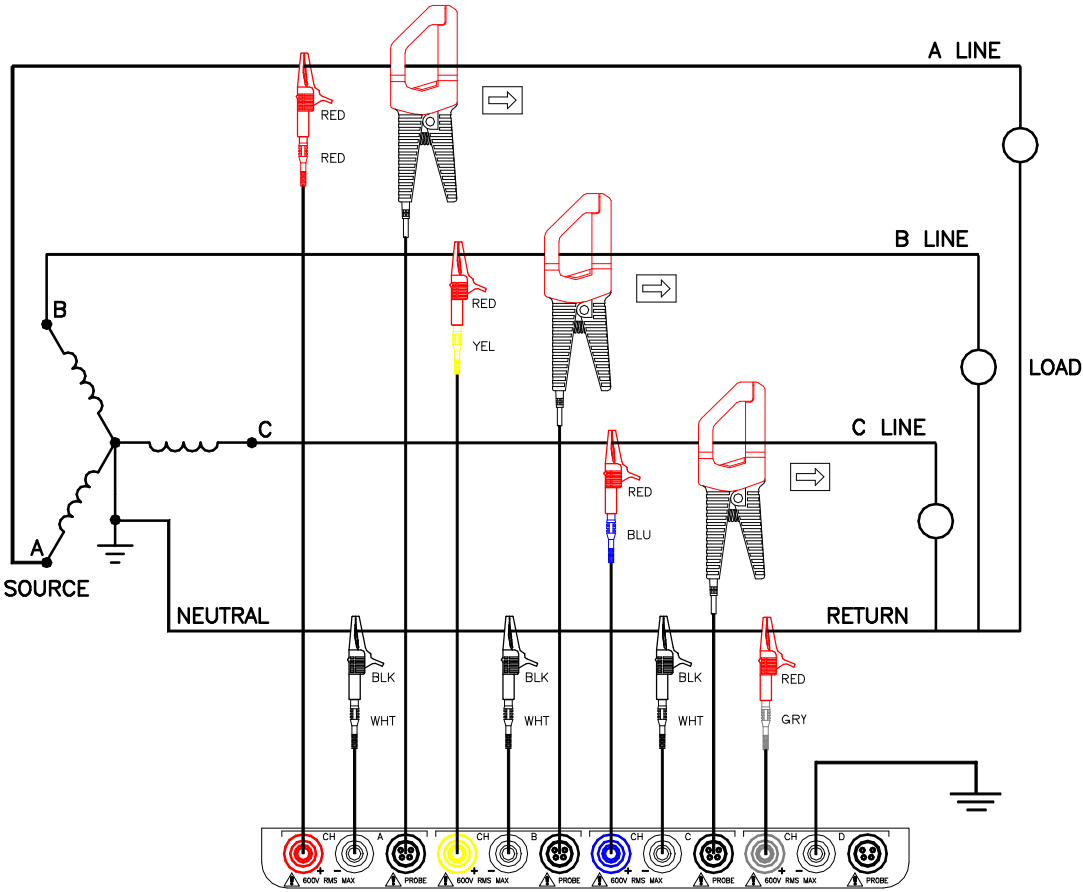 A LINE
RED
RED
B LINE
RED
YEL
B
LOAD
C LINE
C
RED
BLU
A
SOURCE
NEUTRAL
RETURN
BLK
BLK
BLK
RED
WHT
WHT
WHT
GRY
CH A CH B CH C CH D
+ − + − + − + −
600V RMS MAX PROBE 600V RMS MAX PROBE 600V RMS MAX PROBE 600V RMS MAX PROBE